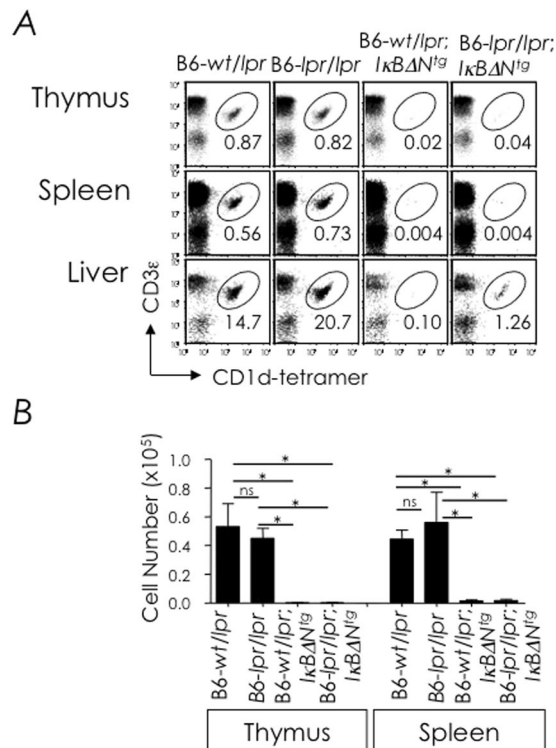 A
B6-wt/lpr B6-lpr/lpr B6-wt/lpr; IκBΔNtg B6-lpr/lpr; IκBΔNtg
Thymus
0.87 0.82 0.02 0.04
Spleen
0.56 0.73 0.004 0.004
Liver
14.7 20.7 0.10 1.26
CD3ε
CD1d-tetramer
B
Cell Number (x10⁵)
1.0
0.8
0.6
0.4
0.2
0.0
* * ns * *
* * ns * *
B6-wt/lpr
B6-lpr/lpr
B6-wt/lpr; IκBΔNtg
B6-lpr/lpr; IκBΔNtg
B6-wt/lpr
B6-lpr/lpr
B6-wt/lpr; IκBΔNtg
B6-lpr/lpr; IκBΔNtg
Thymus Spleen